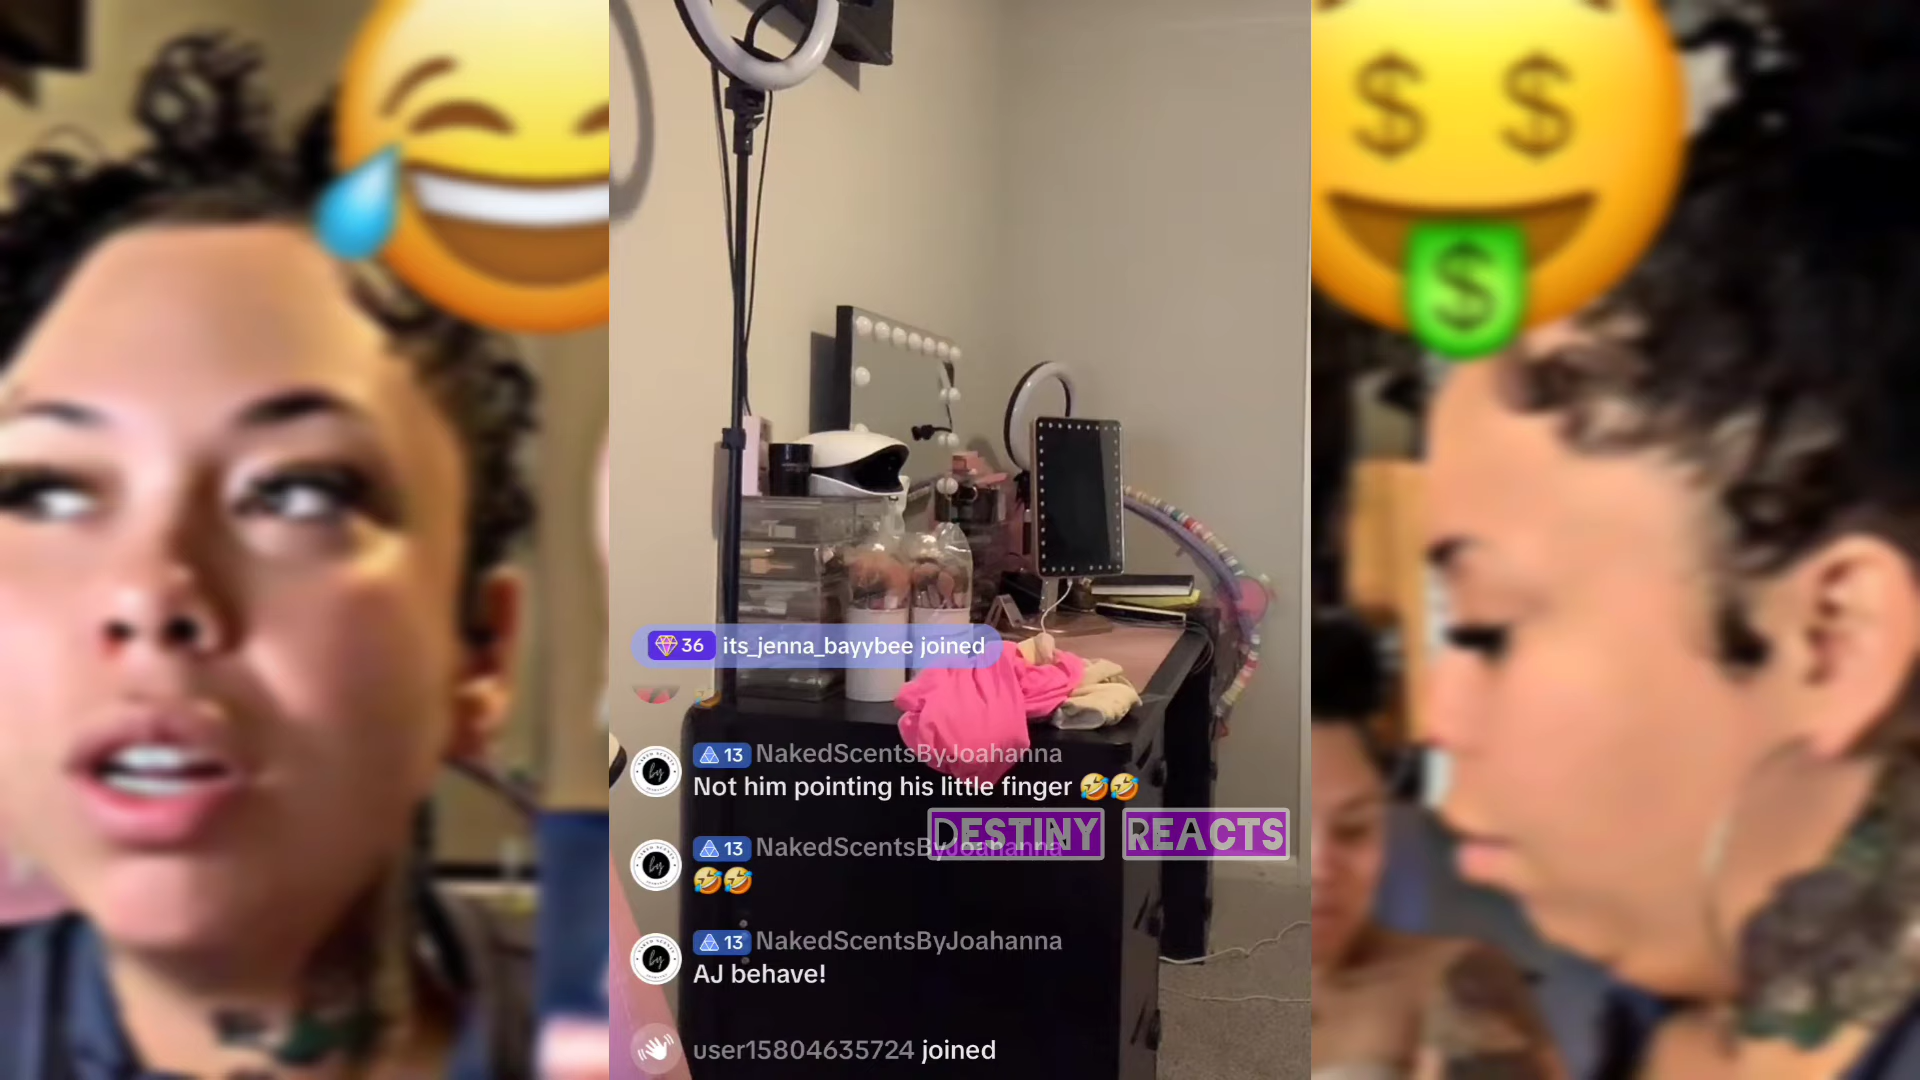 36 its_jenna_bayybee joined
13 NakedScentsByJoahanna
Not him pointing his little finger 🤣🤣
DESTINY REACTS
13 NakedScentsByJoahanna
🤣🤣
13 NakedScentsByJoahanna
AJ behave!
user15804635724 joined